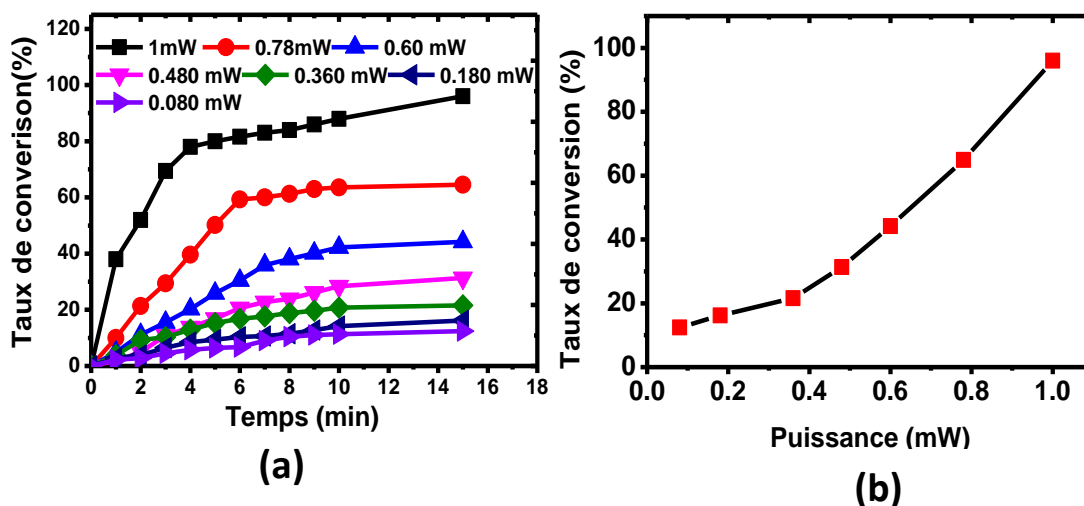 120
100
80
60
40
20
0
Taux de converison(%)
1mW 0.78mW 0.60 mW
0.480 mW 0.360 mW 0.180 mW
0.080 mW
0 2 4 6 8 10 12 14 16 18
Temps (min)
(a)
100
80
60
40
20
0
Taux de conversion (%)
0.0 0.2 0.4 0.6 0.8 1.0
Puissance (mW)
(b)